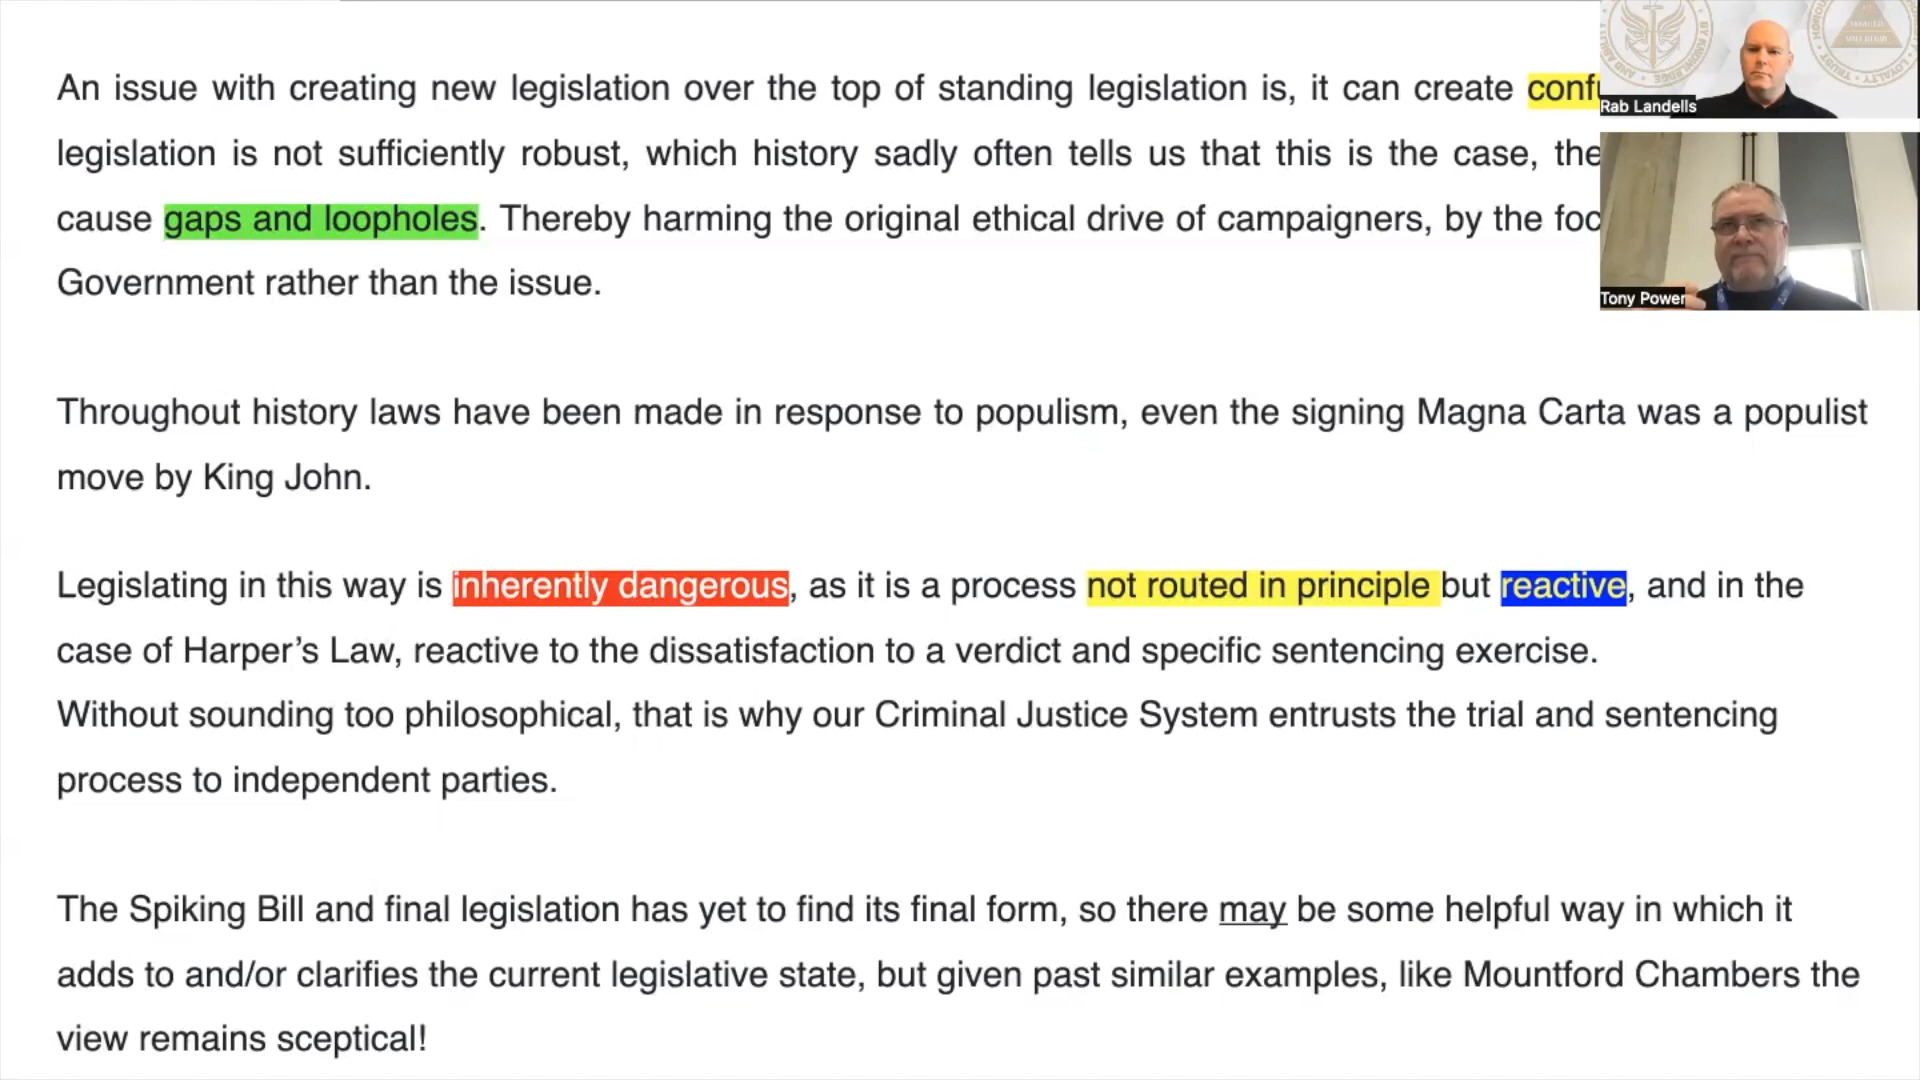 An issue with creating new legislation over the top of standing legislation is, it can create conf
legislation is not sufficiently robust, which history sadly often tells us that this is the case, the
cause gaps and loopholes. Thereby harming the original ethical drive of campaigners, by the foc
Government rather than the issue.
Throughout history laws have been made in response to populism, even the signing Magna Carta was a populist
move by King John.
Legislating in this way is inherently dangerous, as it is a process not routed in principle but reactive, and in the
case of Harper’s Law, reactive to the dissatisfaction to a verdict and specific sentencing exercise.
Without sounding too philosophical, that is why our Criminal Justice System entrusts the trial and sentencing
process to independent parties.
The Spiking Bill and final legislation has yet to find its final form, so there may be some helpful way in which it
adds to and/or clarifies the current legislative state, but given past similar examples, like Mountford Chambers the
view remains sceptical!
Rab Landells
Tony Power